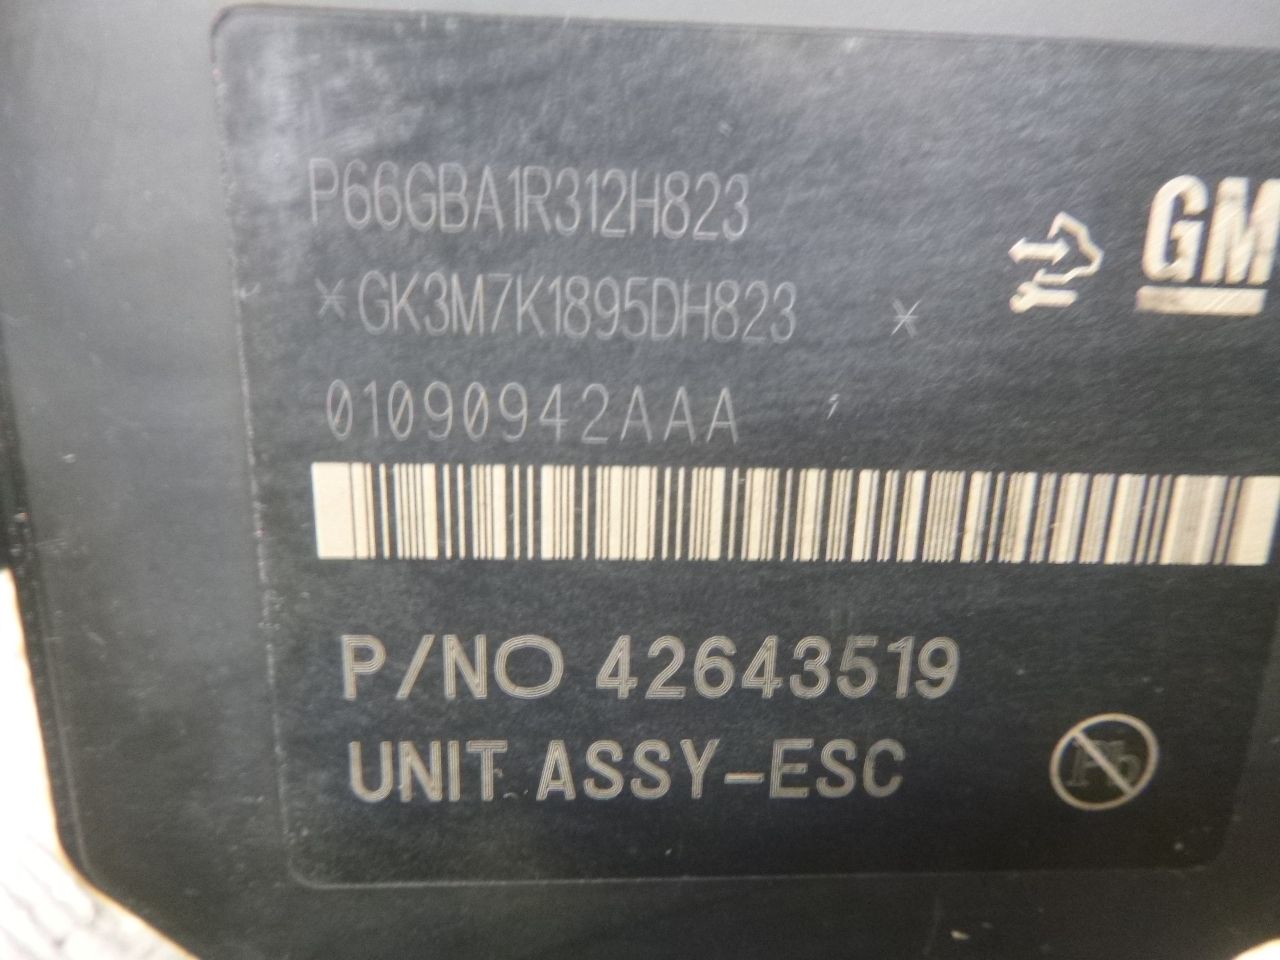 P66GBA1R312H823
GM
*GK3M7K1895DH823 *
01090942AAA
P/NO 42643519
UNIT ASSY-ESC
Pb